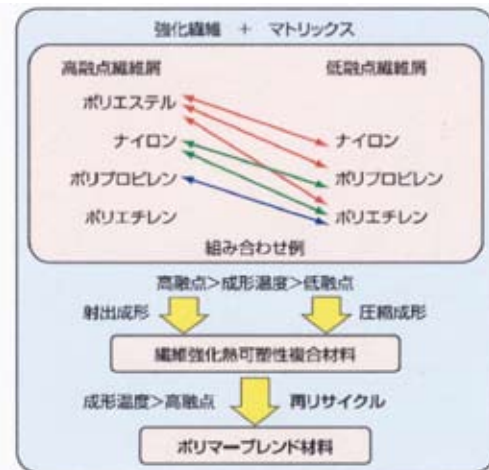 強化繊維 + マトリックス
高融点繊維屑 低融点繊維屑
ポリエステル
ナイロン ナイロン
ポリプロピレン ポリプロピレン
ポリエチレン ポリエチレン
組み合わせ例
高融点>成形温度>低融点
射出成形 圧縮成形
繊維強化熱可塑性複合材料
成形温度>高融点 再リサイクル
ポリマーブレンド材料